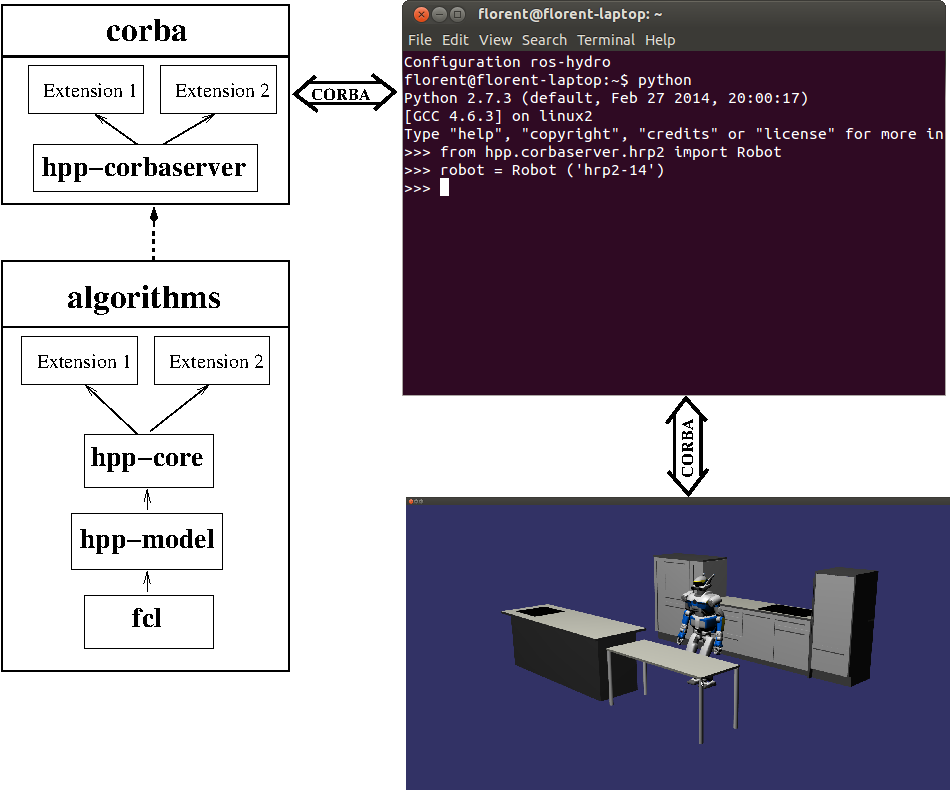 corba
Extension 1
Extension 2
hpp-corbaserver
CORBA
algorithms
Extension 1
Extension 2
hpp-core
hpp-model
fcl
florent@florent-laptop: ~
File Edit View Search Terminal Help
Configuration ros-hydro
florent@florent-laptop:~$ python
Python 2.7.3 (default, Feb 27 2014, 20:00:17)
[GCC 4.6.3] on linux2
Type "help", "copyright", "credits" or "license" for more in
>>> from hpp.corbaserver.hrp2 import Robot
>>> robot = Robot ('hrp2-14')
>>>
CORBA